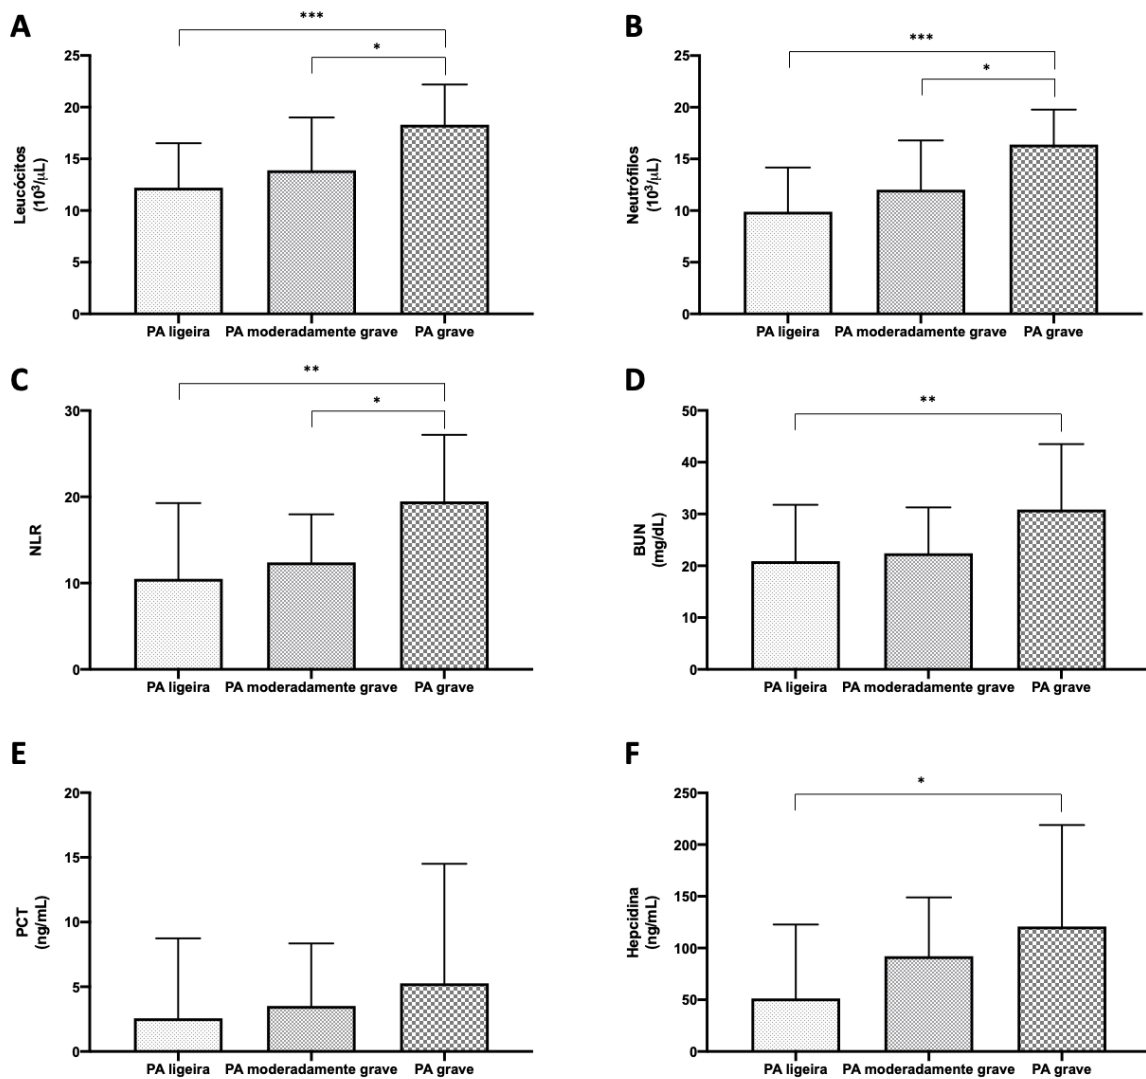 A
***
*
25
20
15
10
5
0
Leucócitos
(10³/μL)
PA ligeira PA moderadamente grave PA grave
B
***
*
25
20
15
10
5
0
Neutrófilos
(10³/μL)
PA ligeira PA moderadamente grave PA grave
C
**
*
30
20
10
0
NLR
PA ligeira PA moderadamente grave PA grave
D
**
50
40
30
20
10
0
BUN
(mg/dL)
PA ligeira PA moderadamente grave PA grave
E
20
15
10
5
0
PCT
(ng/mL)
PA ligeira PA moderadamente grave PA grave
F
*
250
200
150
100
50
0
Hepcidina
(ng/mL)
PA ligeira PA moderadamente grave PA grave